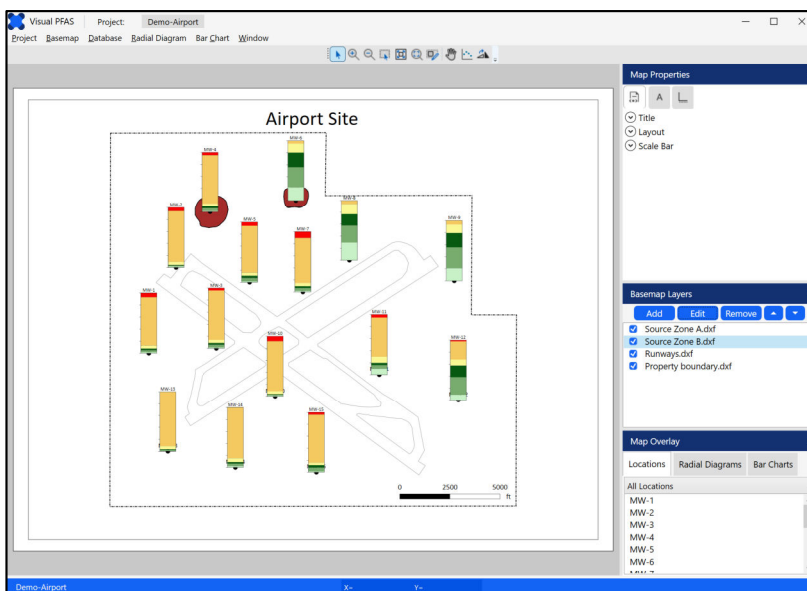 Visual PFAS Project: Demo-Airport
Project Basemap Database Radial Diagram Bar Chart Window
Map Properties
A
Title
Layout
Scale Bar
Airport Site
MW-6
MW-4
MW-8
MW-2
MW-9
MW-5
MW-7
MW-3
MW-1
MW-11
MW-10
MW-12
MW-13
MW-14
MW-15
0 2500 5000
ft
Basemap Layers
Add Edit Remove
Source Zone A.dxf
Source Zone B.dxf
Runways.dxf
Property boundary.dxf
Map Overlay
Locations Radial Diagrams Bar Charts
All Locations
MW-1
MW-2
MW-3
MW-4
MW-5
MW-6
Demo-Airport X~ Y~